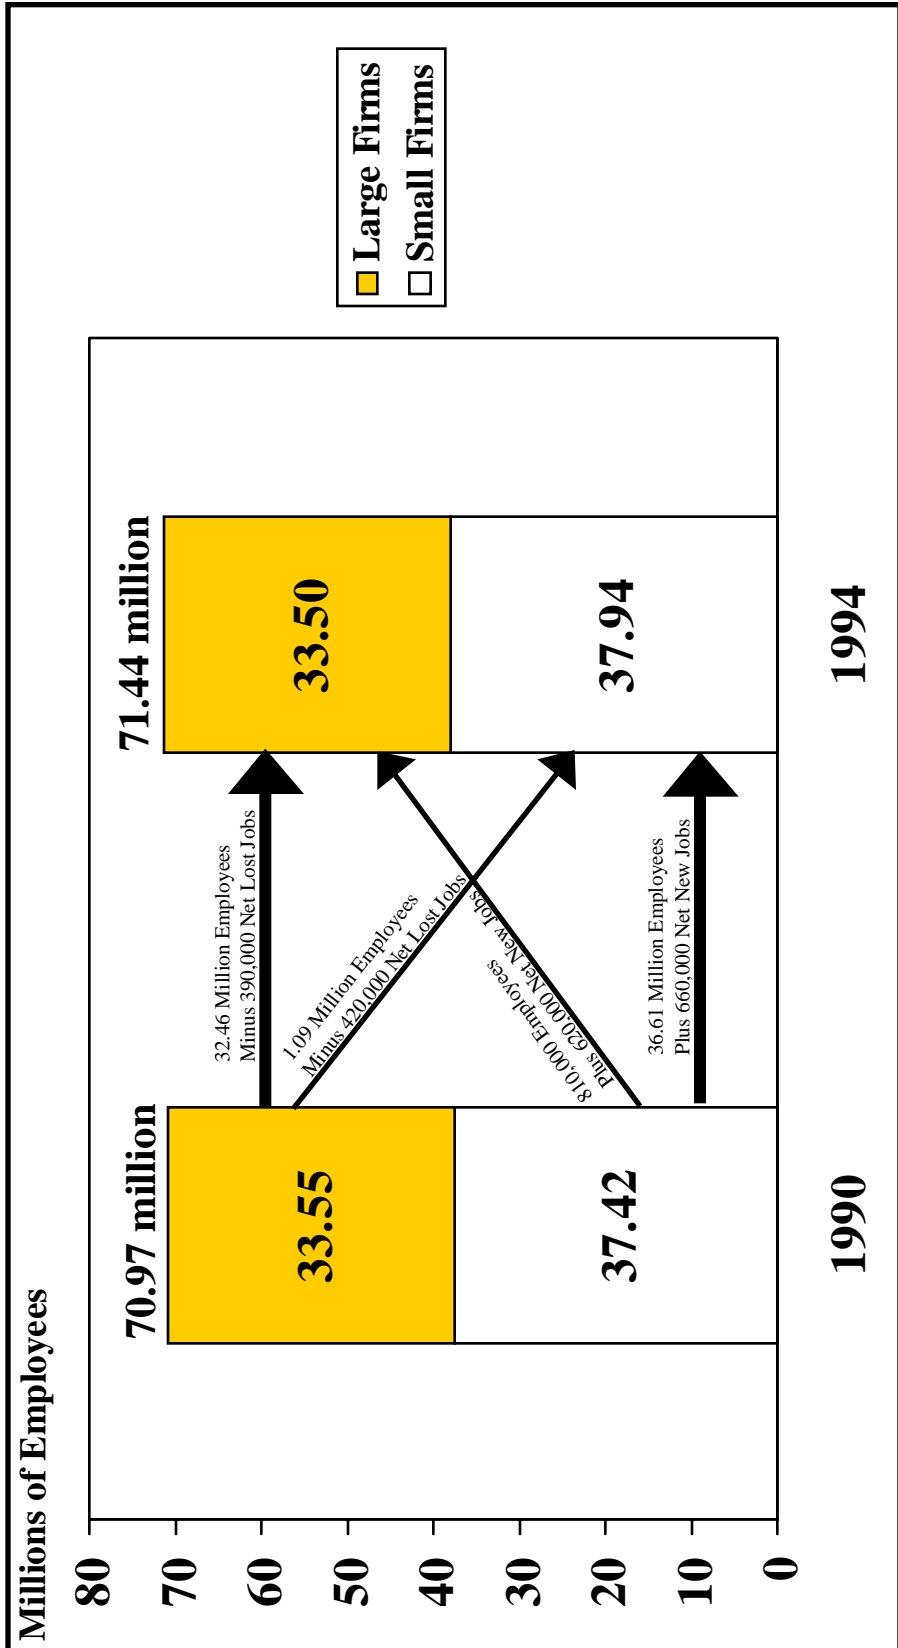 Millions of Employees
80
70
60
50
40
30
20
10
0
70.97 million
33.55
37.42
1990
32.46 Million Employees
Minus 390,000 Net Lost Jobs
1.09 Million Employees
Minus 420,000 Net Lost Jobs
810,000 Employees
Plus 620,000 Net New Jobs
36.61 Million Employees
Plus 660,000 Net New Jobs
71.44 million
33.50
37.94
1994
Large Firms
Small Firms